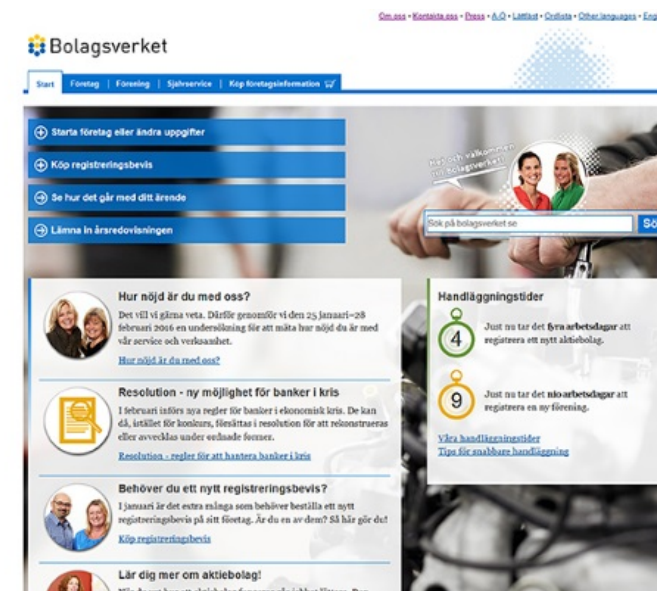 Om oss • Kontakta oss • Press • A-Ö • Lättläst • Ordlista • Other languages • Eng
Bolagsverket
Start | Företag | Förening | Självservice | Köp företagsinformation
Starta företag eller ändra uppgifter
Köp registreringsbevis
Se hur det går med ditt ärende
Lämna in årsredovisningen
Hej och välkommen
till Bolagsverket!
Sök på bolagsverket.se
Sö
Hur nöjd är du med oss?
Det vill vi gärna veta. Därför genomför vi den 25 januari–28
februari 2016 en undersökning för att mäta hur nöjd du är med
vår service och verksamhet.
Hur nöjd är du med oss?
Resolution - ny möjlighet för banker i kris
I februari införs nya regler för banker i ekonomisk kris. De kan
då, istället för konkurs, försättas i resolution för att rekonstrueras
eller avvecklas under ordnade former.
Resolution - regler för att hantera banker i kris
Behöver du ett nytt registreringsbevis?
I januari är det extra många som behöver beställa ett nytt
registreringsbevis på sitt företag. Är du en av dem? Så här gör du!
Köp registreringsbevis
Lär dig mer om aktiebolag!
Handläggningstider
4
Just nu tar det fyra arbetsdagar att
registrera ett nytt aktiebolag.
9
Just nu tar det nio arbetsdagar att
registrera en ny förening.
Våra handläggningstider
Tips för snabbare handläggning